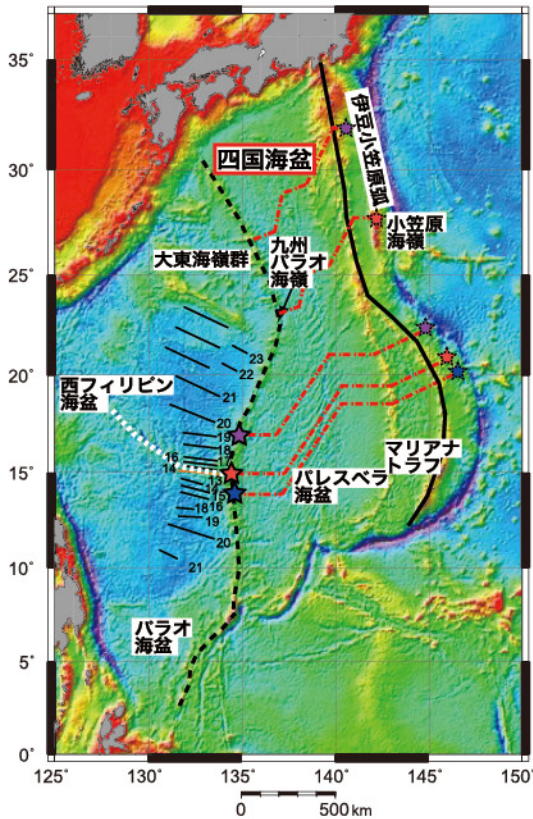 35°
30°
25°
20°
15°
10°
5°
0°
125°
130°
135°
140°
145°
150°
四国海盆
伊豆小笠原弧
小笠原
海嶺
大東海嶺群
九州
パラオ
海嶺
西フィリピン
海盆
マリアナ
トラフ
パレスベラ
海盆
パラオ
海盆
23
22
21
20
19
18
17
16
14
13
14
15
16
18
19
20
21
0
500 km